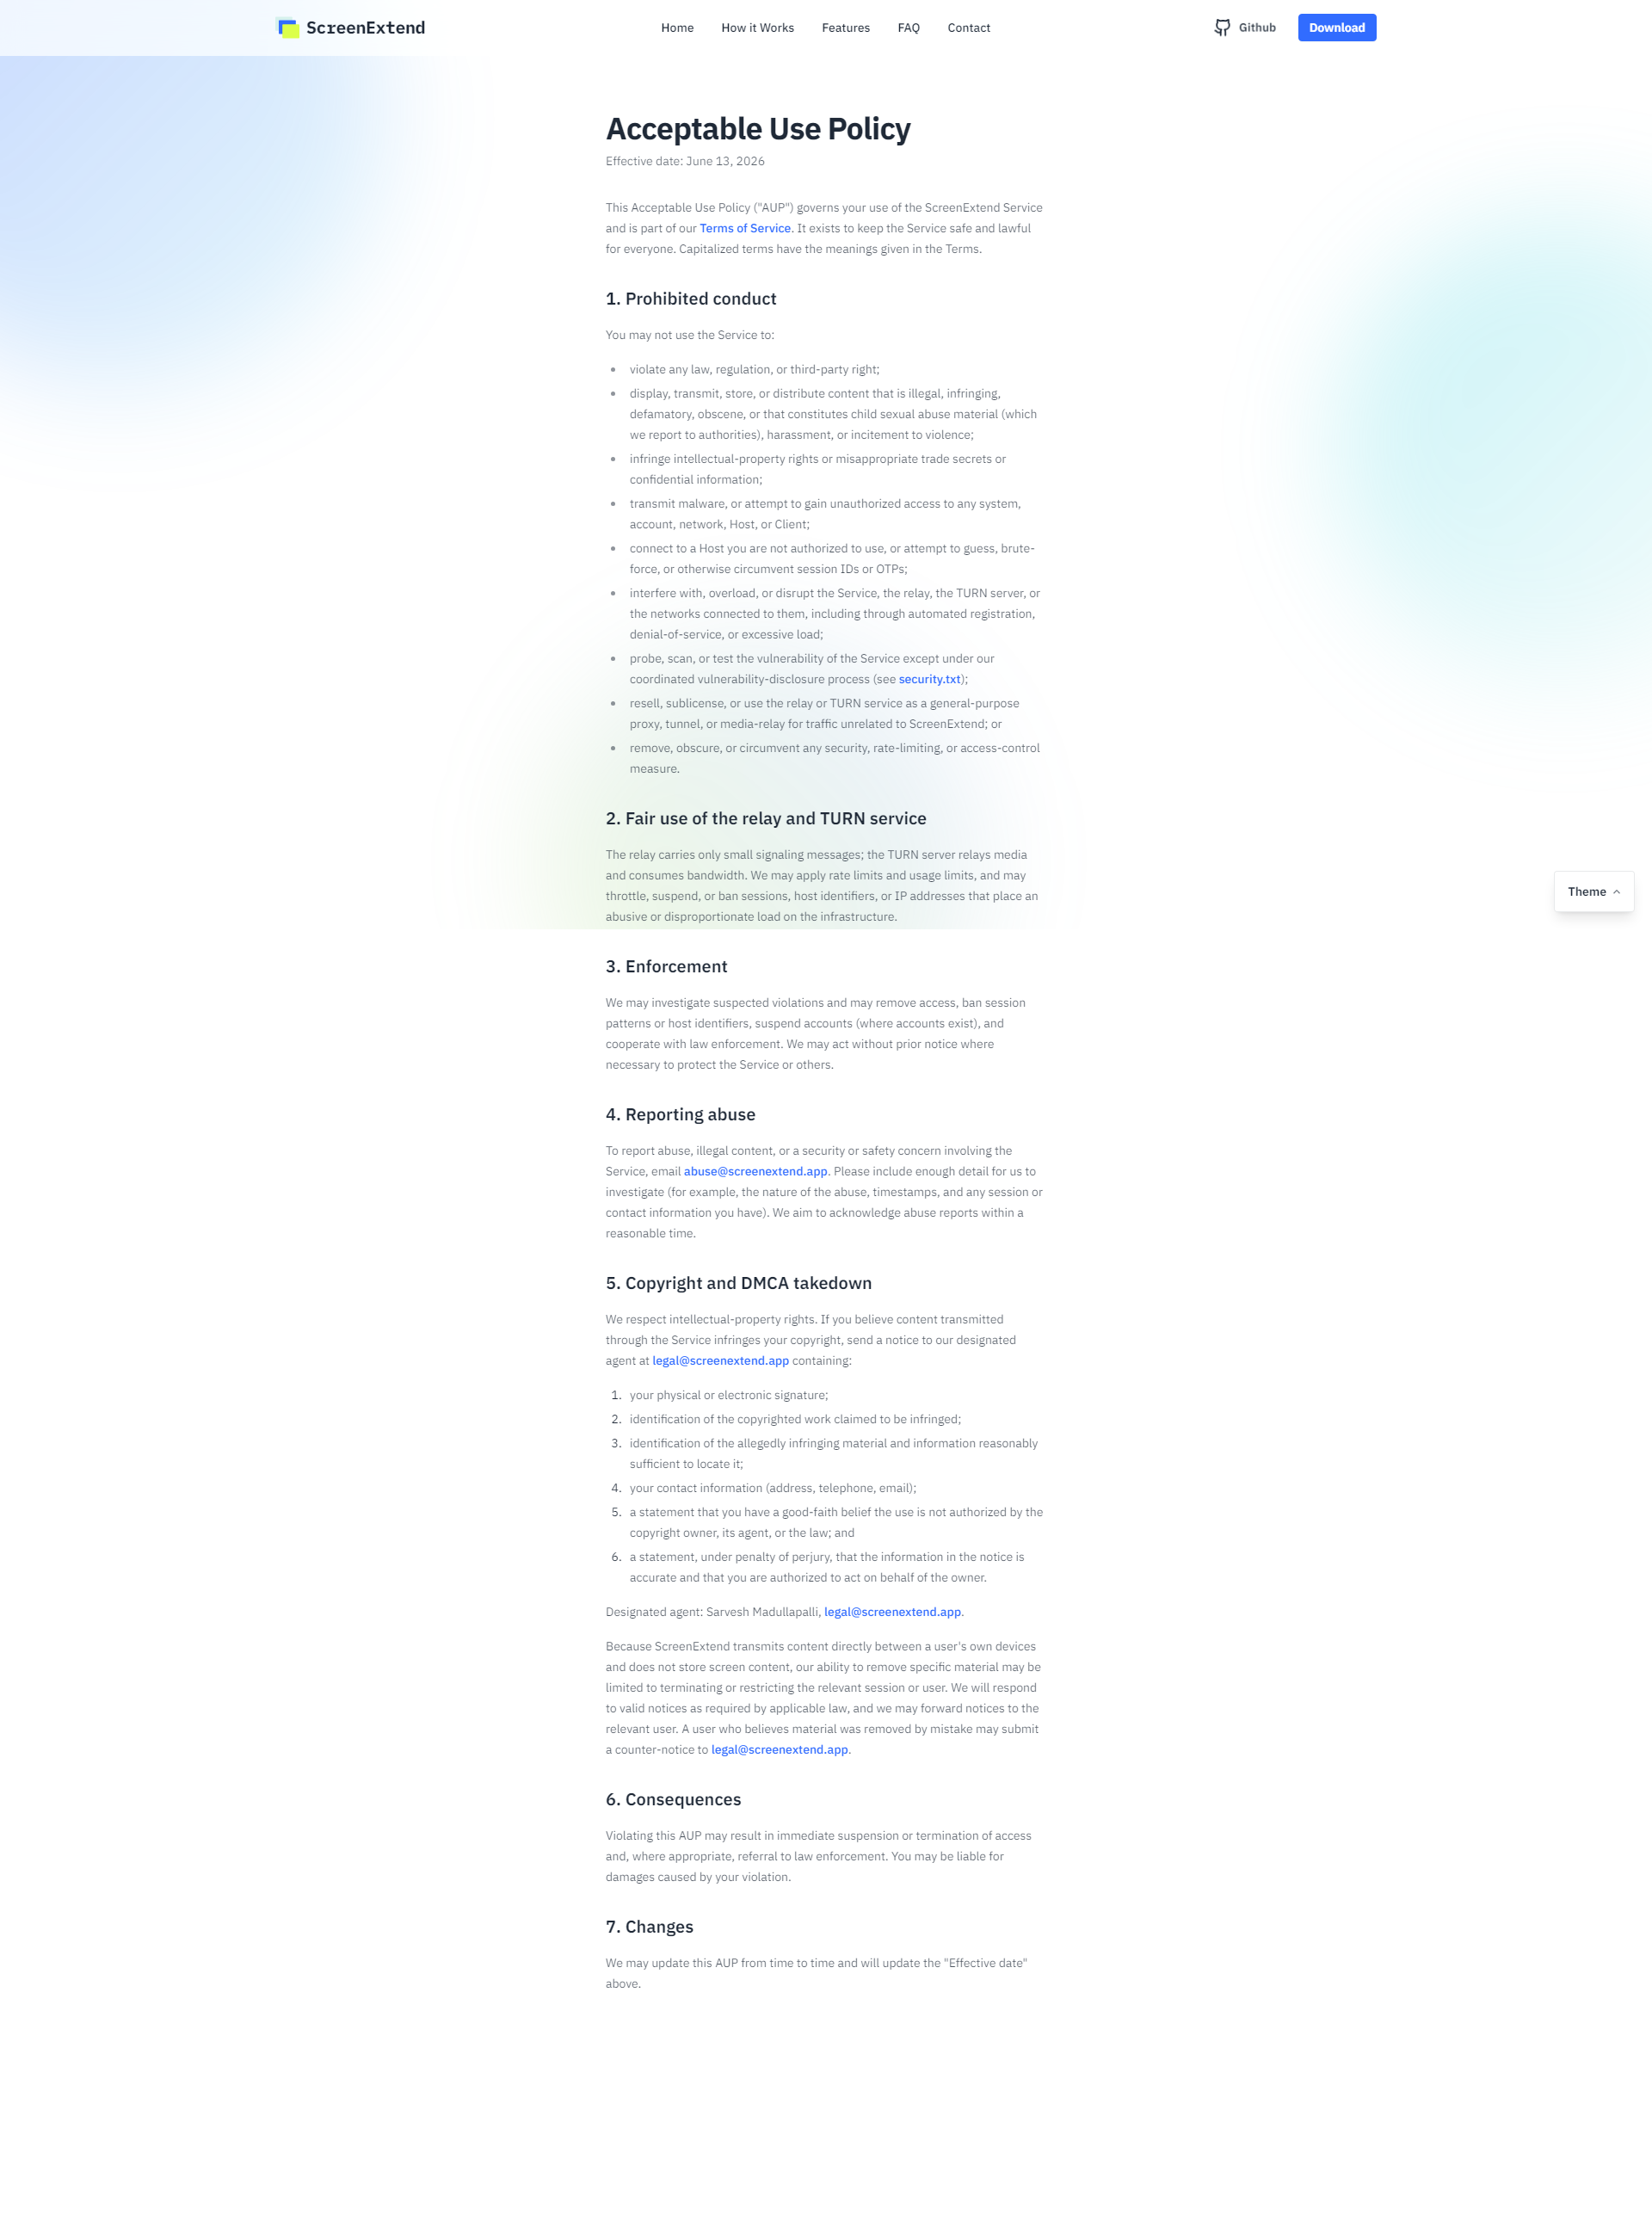 ScreenExtend
Home
How it Works
Features
FAQ
Contact
Github
Download
Acceptable Use Policy
Effective date: June 13, 2026
This Acceptable Use Policy ("AUP") governs your use of the ScreenExtend Service
and is part of our Terms of Service. It exists to keep the Service safe and lawful
for everyone. Capitalized terms have the meanings given in the Terms.
1. Prohibited conduct
You may not use the Service to:
• violate any law, regulation, or third-party right;
• display, transmit, store, or distribute content that is illegal, infringing,
defamatory, obscene, or that constitutes child sexual abuse material (which
we report to authorities), harassment, or incitement to violence;
• infringe intellectual-property rights or misappropriate trade secrets or
confidential information;
• transmit malware, or attempt to gain unauthorized access to any system,
account, network, Host, or Client;
• connect to a Host you are not authorized to use, or attempt to guess, brute-
force, or otherwise circumvent session IDs or OTPs;
• interfere with, overload, or disrupt the Service, the relay, the TURN server, or
the networks connected to them, including through automated registration,
denial-of-service, or excessive load;
• probe, scan, or test the vulnerability of the Service except under our
coordinated vulnerability-disclosure process (see security.txt);
• resell, sublicense, or use the relay or TURN service as a general-purpose
proxy, tunnel, or media-relay for traffic unrelated to ScreenExtend; or
• remove, obscure, or circumvent any security, rate-limiting, or access-control
measure.
2. Fair use of the relay and TURN service
The relay carries only small signaling messages; the TURN server relays media
and consumes bandwidth. We may apply rate limits and usage limits, and may
throttle, suspend, or ban sessions, host identifiers, or IP addresses that place an
abusive or disproportionate load on the infrastructure.
Theme
3. Enforcement
We may investigate suspected violations and may remove access, ban session
patterns or host identifiers, suspend accounts (where accounts exist), and
cooperate with law enforcement. We may act without prior notice where
necessary to protect the Service or others.
4. Reporting abuse
To report abuse, illegal content, or a security or safety concern involving the
Service, email abuse@screenextend.app. Please include enough detail for us to
investigate (for example, the nature of the abuse, timestamps, and any session or
contact information you have). We aim to acknowledge abuse reports within a
reasonable time.
5. Copyright and DMCA takedown
We respect intellectual-property rights. If you believe content transmitted
through the Service infringes your copyright, send a notice to our designated
agent at legal@screenextend.app containing:
1. your physical or electronic signature;
2. identification of the copyrighted work claimed to be infringed;
3. identification of the allegedly infringing material and information reasonably
sufficient to locate it;
4. your contact information (address, telephone, email);
5. a statement that you have a good-faith belief the use is not authorized by the
copyright owner, its agent, or the law; and
6. a statement, under penalty of perjury, that the information in the notice is
accurate and that you are authorized to act on behalf of the owner.
Designated agent: Sarvesh Madullapalli, legal@screenextend.app.
Because ScreenExtend transmits content directly between a user's own devices
and does not store screen content, our ability to remove specific material may be
limited to terminating or restricting the relevant session or user. We will respond
to valid notices as required by applicable law, and we may forward notices to the
relevant user. A user who believes material was removed by mistake may submit
a counter-notice to legal@screenextend.app.
6. Consequences
Violating this AUP may result in immediate suspension or termination of access
and, where appropriate, referral to law enforcement. You may be liable for
damages caused by your violation.
7. Changes
We may update this AUP from time to time and will update the "Effective date"
above.